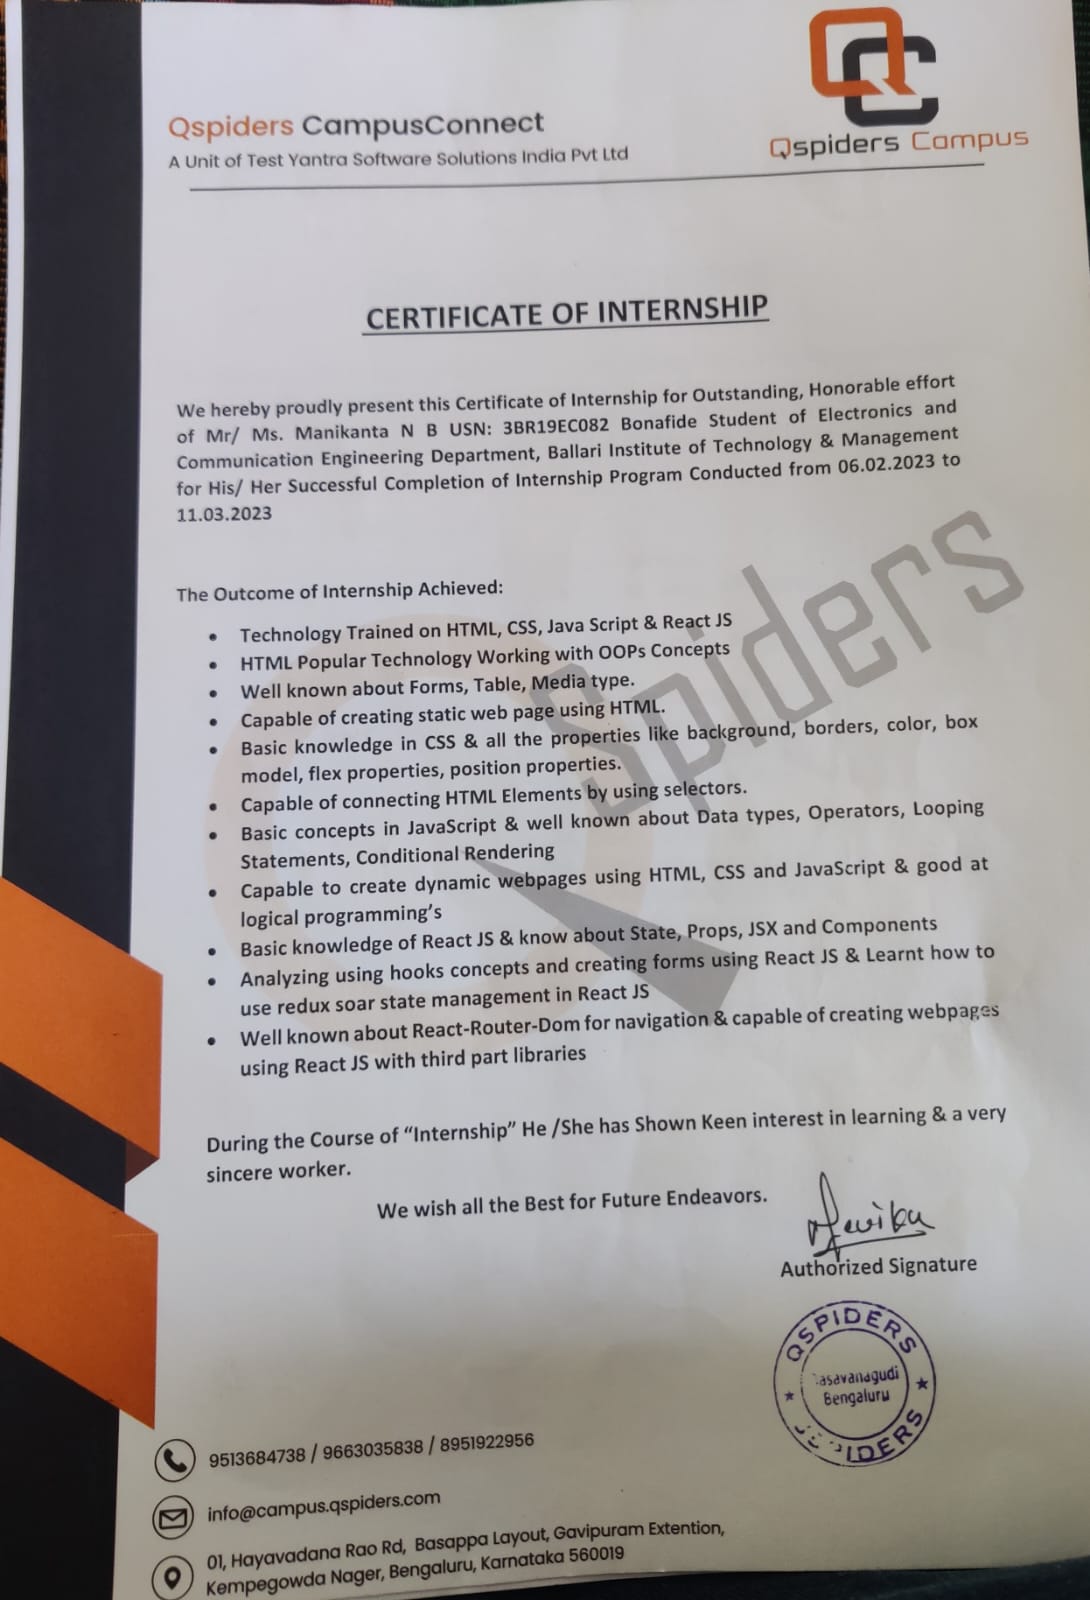 Qspiders CampusConnect
A Unit of Test Yantra Software Solutions India Pvt Ltd
QC
Qspiders Campus
CERTIFICATE OF INTERNSHIP
We hereby proudly present this Certificate of Internship for Outstanding, Honorable effort
of Mr/ Ms. Manikanta N B USN: 3BR19EC082 Bonafide Student of Electronics and
Communication Engineering Department, Ballari Institute of Technology & Management
for His/ Her Successful Completion of Internship Program Conducted from 06.02.2023 to
11.03.2023
The Outcome of Internship Achieved:
• Technology Trained on HTML, CSS, Java Script & React JS
• HTML Popular Technology Working with OOPs Concepts
• Well known about Forms, Table, Media type.
• Capable of creating static web page using HTML.
• Basic knowledge in CSS & all the properties like background, borders, color, box
model, flex properties, position properties.
• Capable of connecting HTML Elements by using selectors.
• Basic concepts in JavaScript & well known about Data types, Operators, Looping
Statements, Conditional Rendering
• Capable to create dynamic webpages using HTML, CSS and JavaScript & good at
logical programming's
• Basic knowledge of React JS & know about State, Props, JSX and Components
• Analyzing using hooks concepts and creating forms using React JS & Learnt how to
use redux soar state management in React JS
• Well known about React-Router-Dom for navigation & capable of creating webpages
using React JS with third part libraries
QSpiders
During the Course of “Internship” He /She has Shown Keen interest in learning & a very
sincere worker.
We wish all the Best for Future Endeavors.
Authorized Signature
QSPIDERS
Bengaluru
9513684738 / 9663035838 / 8951922956
info@campus.qspiders.com
01, Hayavadana Rao Rd, Basappa Layout, Gavipuram Extention,
Kempegowda Nager, Bengaluru, Karnataka 560019